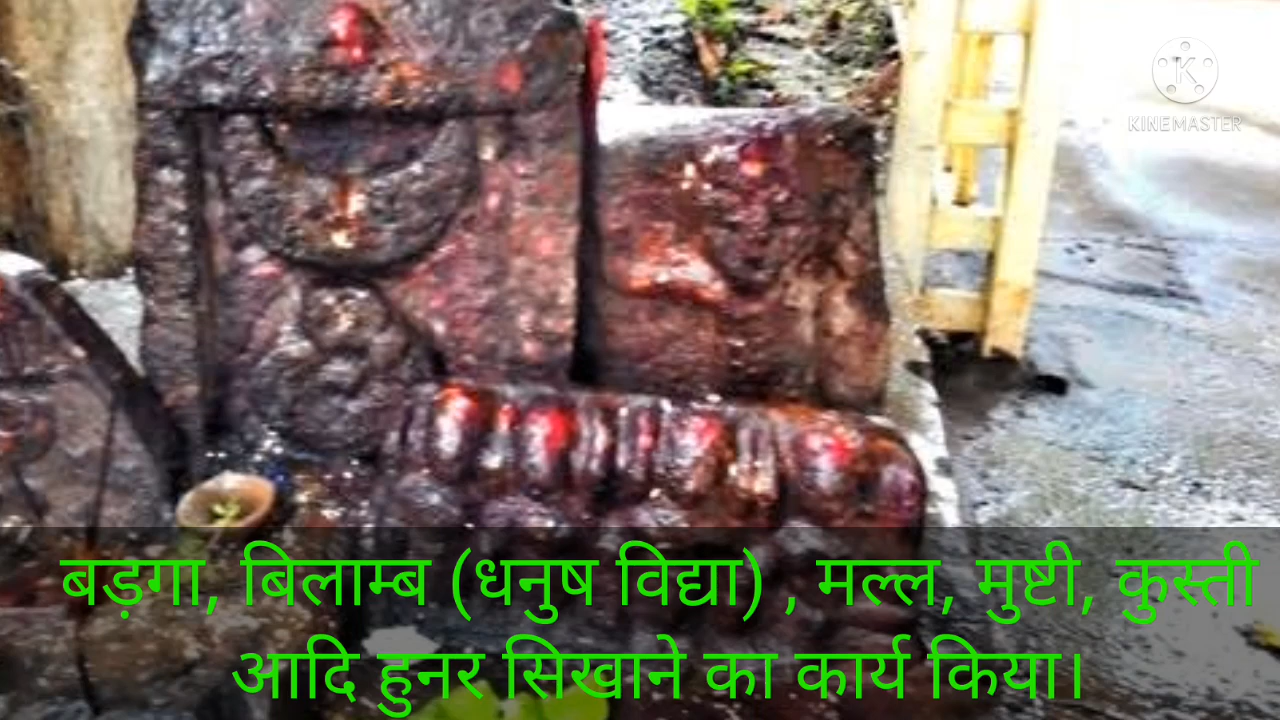 KINEMASTER
बड़गा, बिलाम्ब (धनुष विद्या) , मल्ल, मुष्टी, कुस्ती
आदि हुनर सिखाने का कार्य किया।